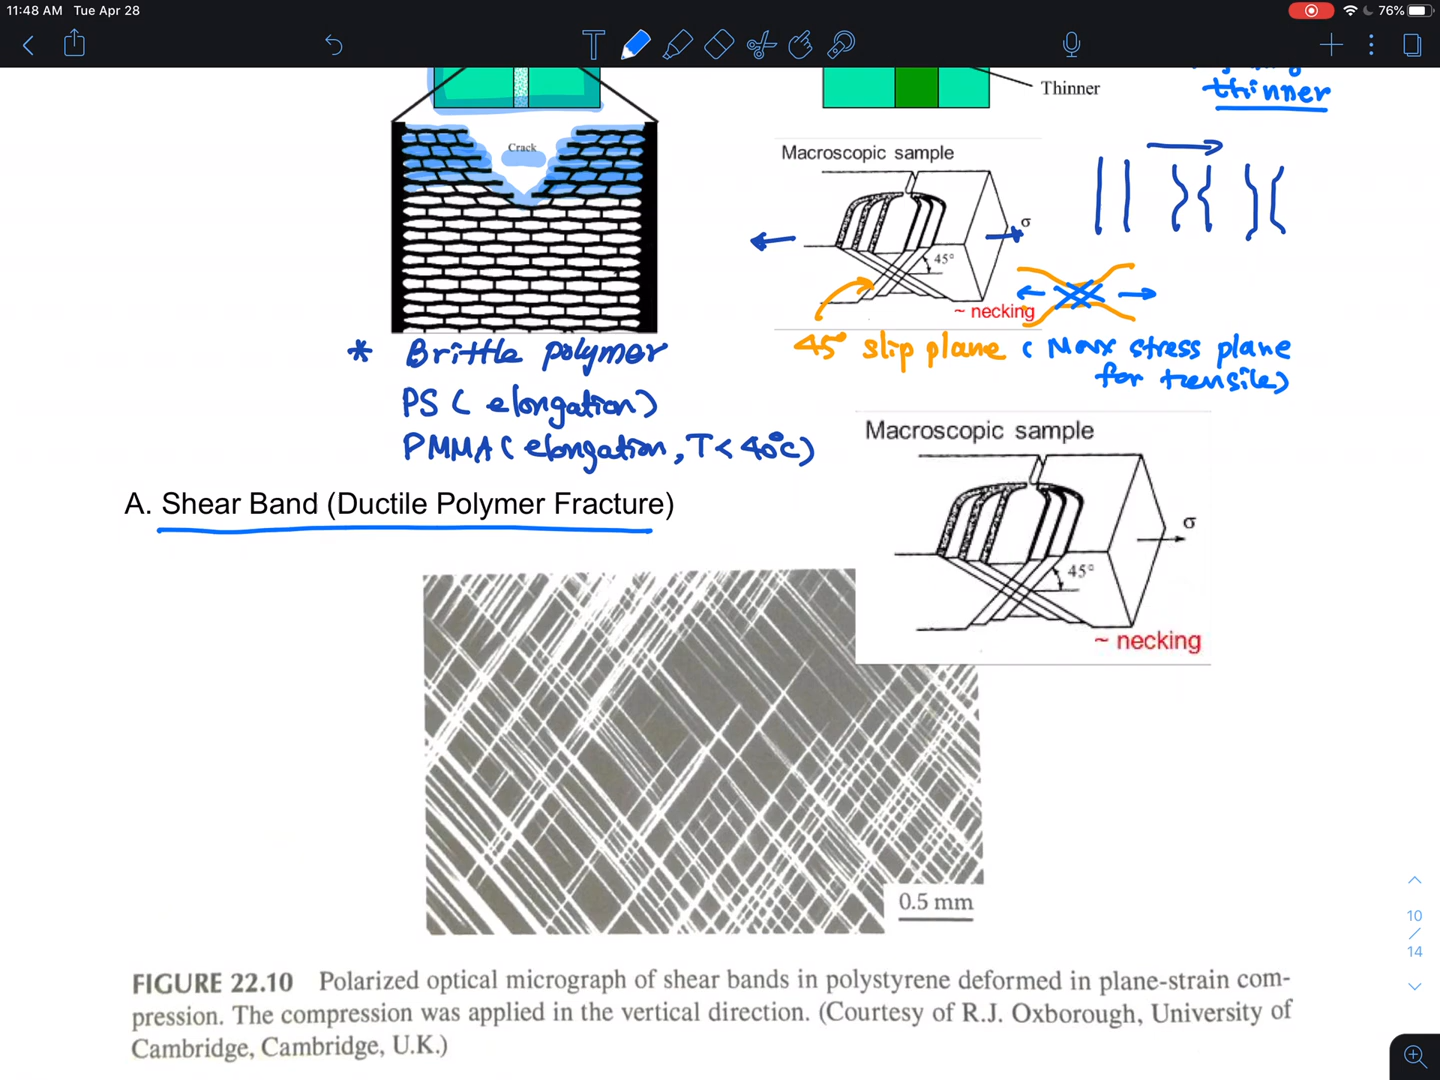 11:48 AM Tue Apr 28
76%
T
Thinner
thinner
Crack
Macroscopic sample
σ
45°
~ necking
* Brittle polymer
45° slip plane ( Max stress plane
for tensile)
PS ( elongation)
PMMA ( elongation, T < 40°C)
Macroscopic sample
σ
45°
~ necking
A. Shear Band (Ductile Polymer Fracture)
0.5 mm
10
/
14
FIGURE 22.10 Polarized optical micrograph of shear bands in polystyrene deformed in plane-strain com-
pression. The compression was applied in the vertical direction. (Courtesy of R.J. Oxborough, University of
Cambridge, Cambridge, U.K.)